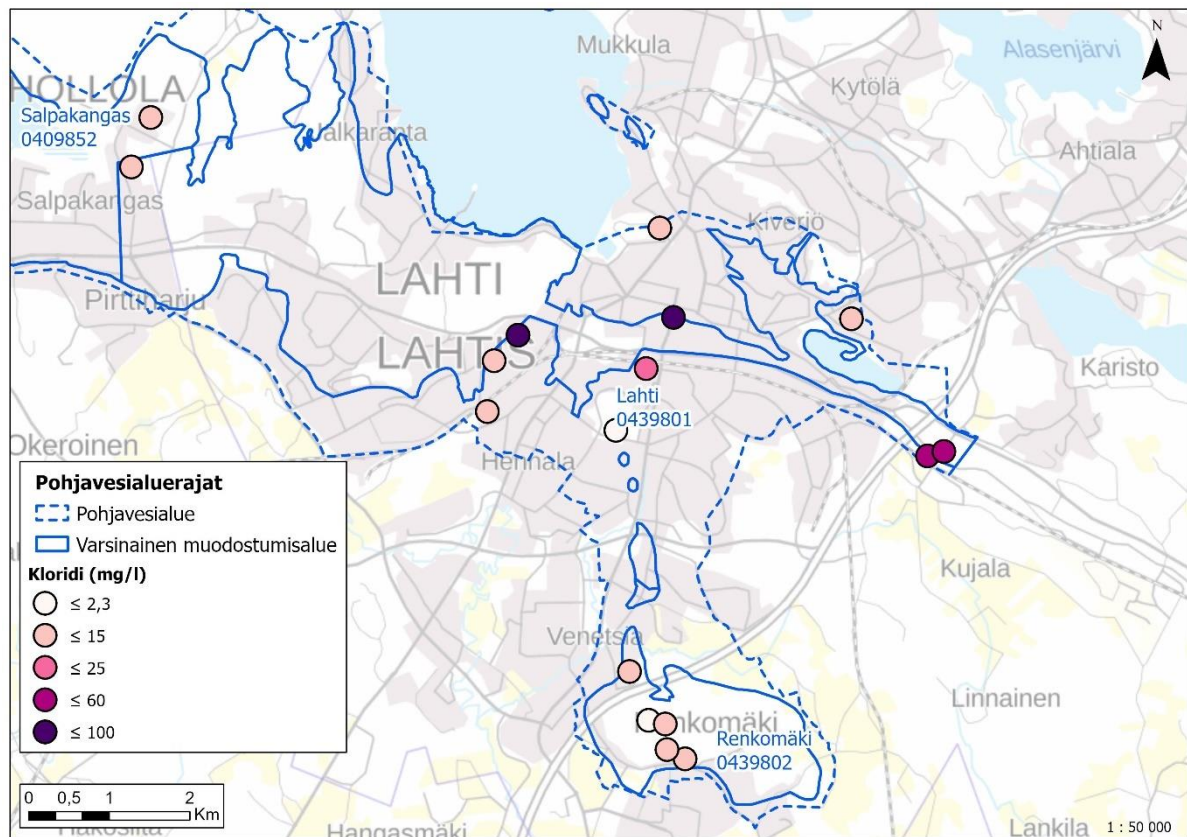 Mukkula
Alasenjärvi
N
HOLLOLA
Kytölä
Salpakangas
0409852
Jalkaranta
Ahtiala
Salpakangas
Kiveriö
LAHTI
Pirttiharju
LAHTIS
Karisto
Lahti
0439801
Okeroinen
Hennala
Pohjavesialuerajat
Pohjavesialue
Varsinainen muodostumisalue
Kloridi (mg/l)
≤ 2,3
≤ 15
≤ 25
≤ 60
≤ 100
Kujala
Venetsia
Linnainen
Renkomäki
Renkomäki
0439802
0 0,5 1 2
Km
Hangasmäki
Lankila
1 : 50 000